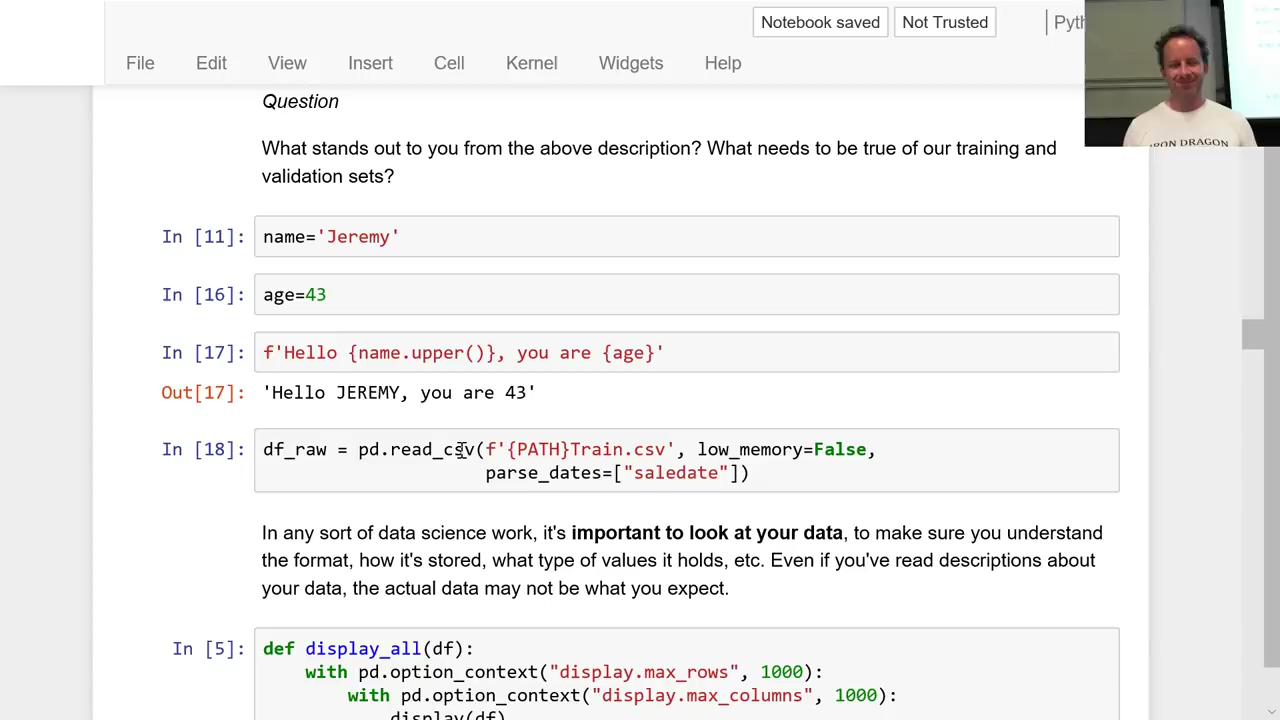 Notebook saved Not Trusted Pyth
File Edit View Insert Cell Kernel Widgets Help
Question
What stands out to you from the above description? What needs to be true of our training and
validation sets?
In [11]: name='Jeremy'
In [16]: age=43
In [17]: f'Hello {name.upper()}, you are {age}'
Out[17]: 'Hello JEREMY, you are 43'
In [18]: df_raw = pd.read_csv(f'{PATH}Train.csv', low_memory=False,
parse_dates=["saledate"])
In any sort of data science work, it's important to look at your data, to make sure you understand
the format, how it's stored, what type of values it holds, etc. Even if you've read descriptions about
your data, the actual data may not be what you expect.
In [5]: def display_all(df):
with pd.option_context("display.max_rows", 1000):
with pd.option_context("display.max_columns", 1000):
display(df)
DRAGON